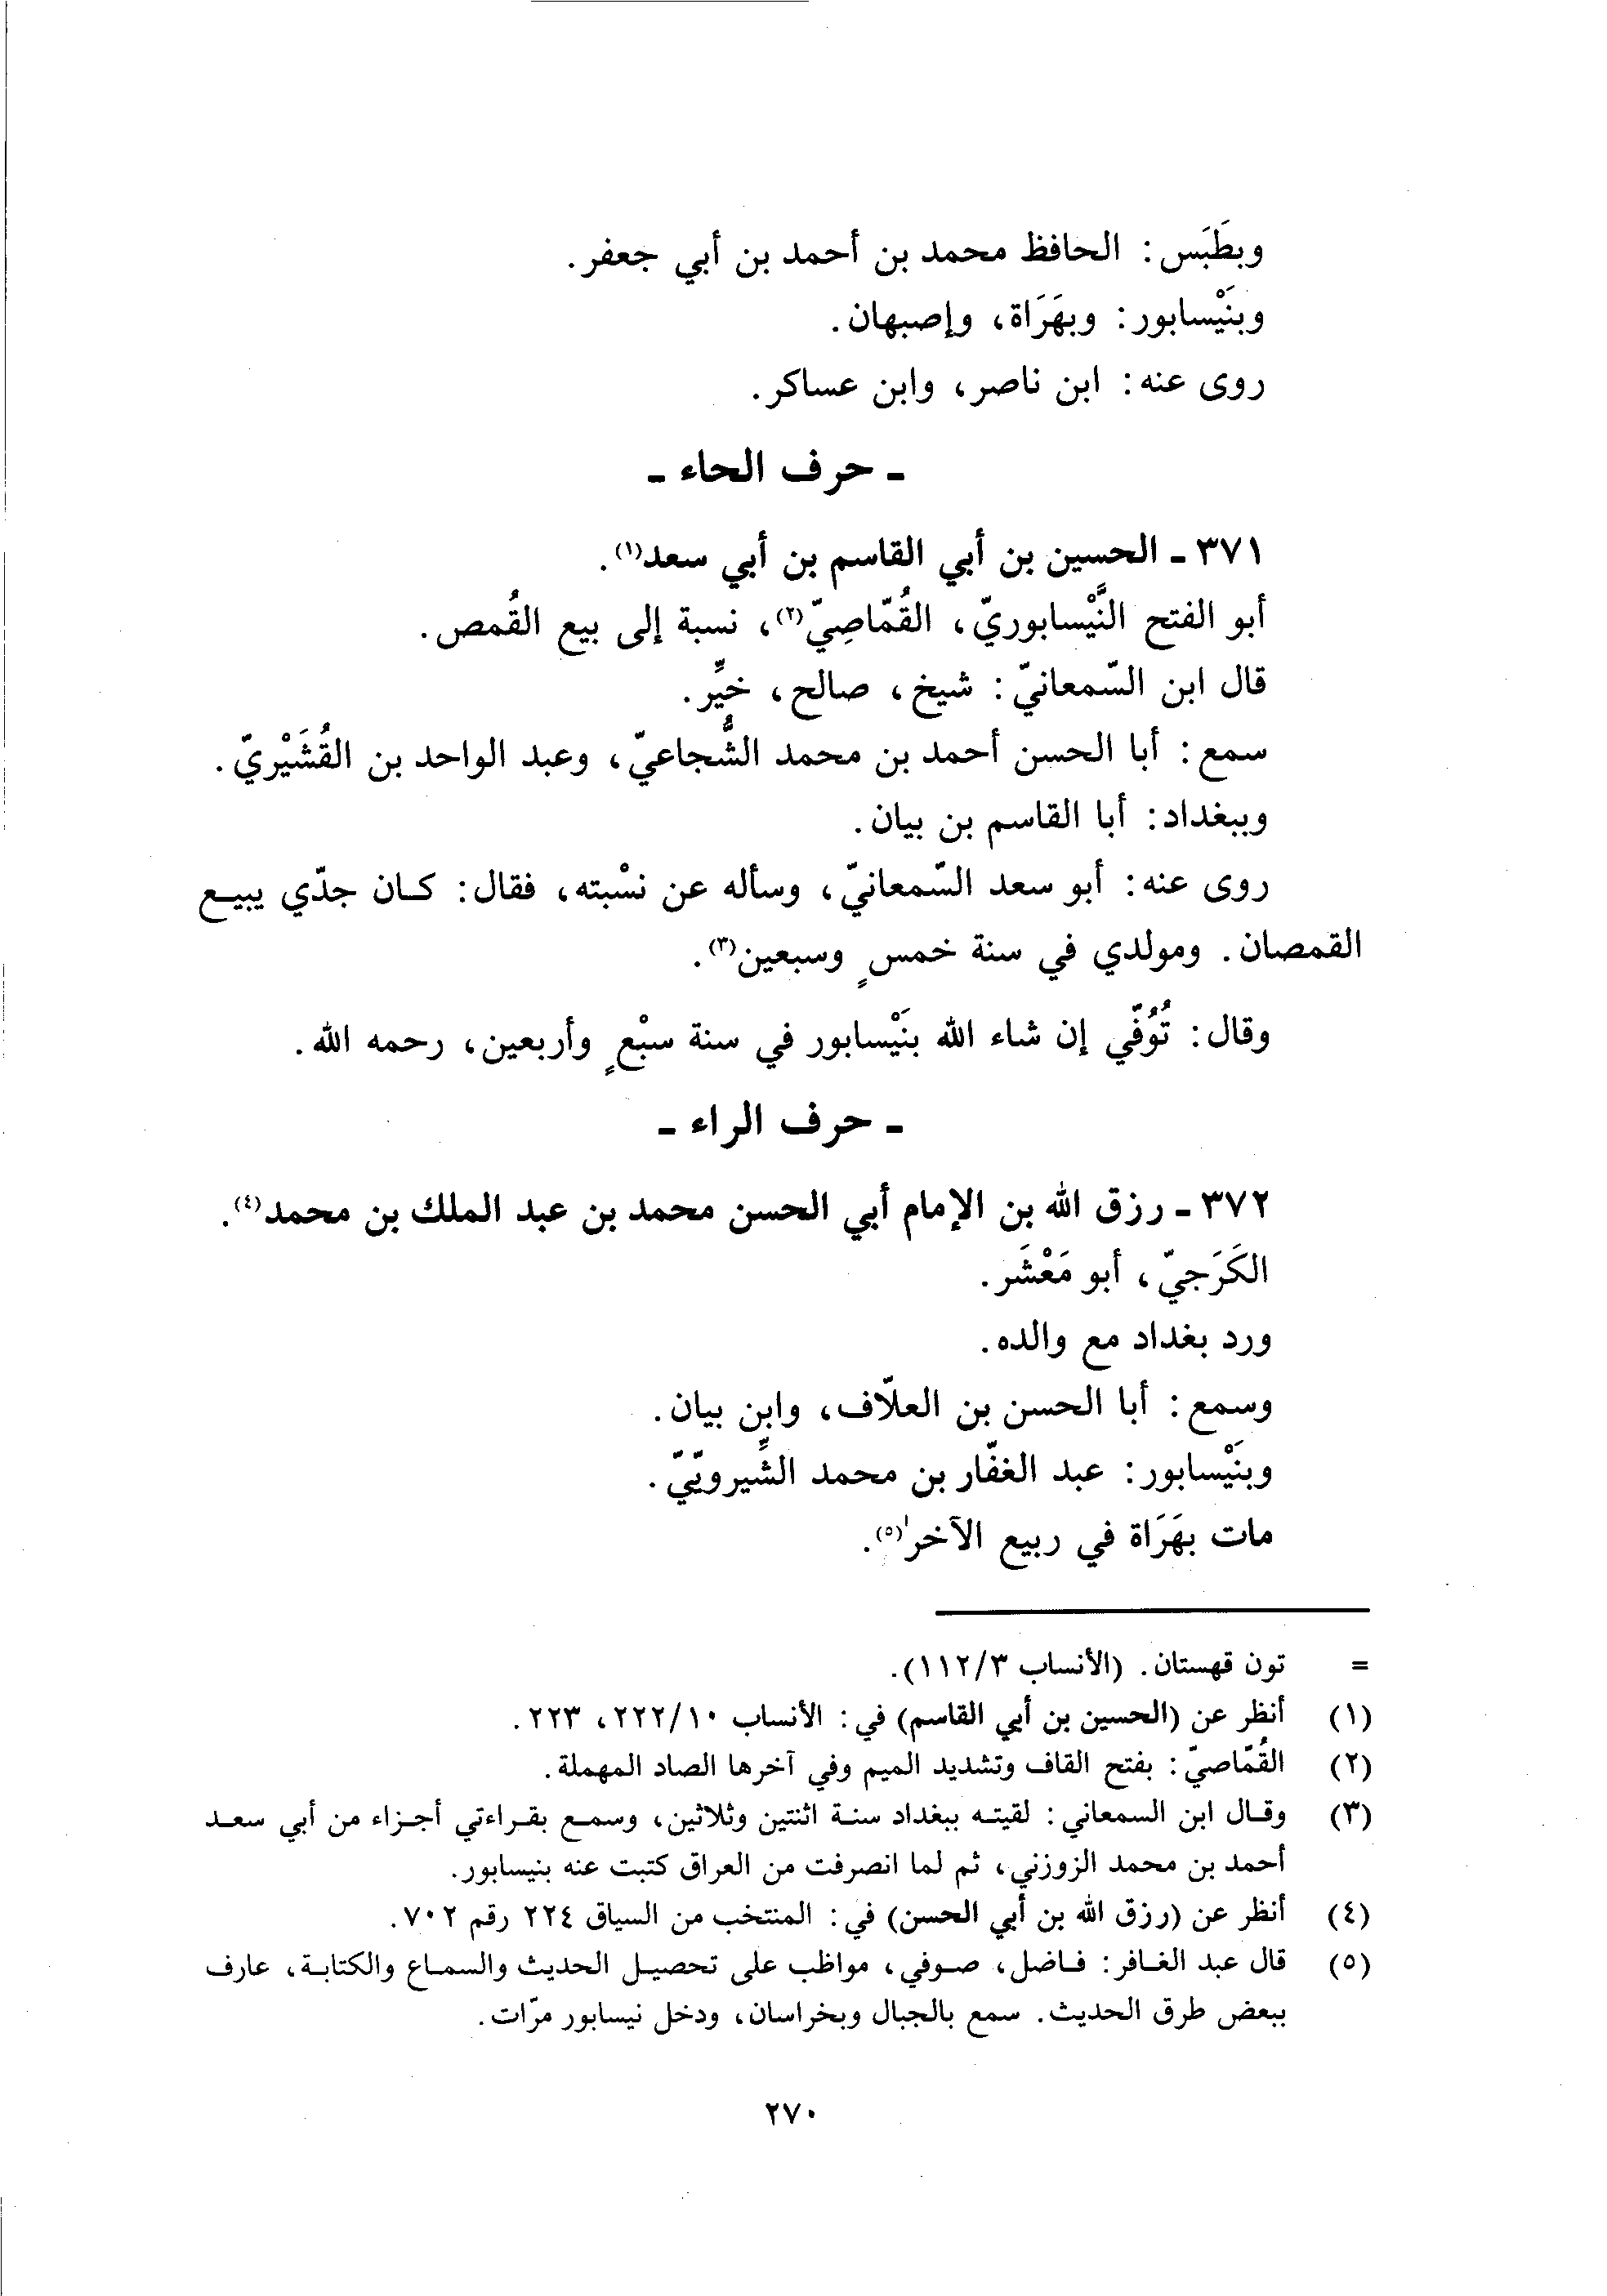 وبطَبَس: الحافظ محمد بن أحمد بن أبي جعفر.
وبنَيْسابور: وبهَرَاة، وإصبهان.
روى عنه: ابن ناصر، وابن عساكر.
- حرف الحاء -
٣٧١ - الحسين بن أبي القاسم بن أبي سعد(١).
أبو الفتح النَّيْسابوريّ، القُمّاصِيّ(٢)، نسبة إلى بيع القُمص.
قال ابن السّمعانيّ: شيخ، صالح، خيِّر.
سمع: أبا الحسن أحمد بن محمد الشُّجاعيّ، وعبد الواحد بن القُشَيْريّ.
وببغداد: أبا القاسم بن بيان.
روى عنه: أبو سعد السّمعانيّ، وسأله عن نسْبته، فقال: كان جدّي يبيع
القمصان. ومولدي في سنة خمسٍ وسبعين(٣).
وقال: تُوُفّي إن شاء الله بنَيْسابور في سنة سبْعٍ وأربعين، رحمه الله.
- حرف الراء -
٣٧٢ - رزق الله بن الإمام أبي الحسن محمد بن عبد الملك بن محمد(٤).
الكَرَجيّ، أبو مَعْشَر.
ورد بغداد مع والده.
وسمع: أبا الحسن بن العلّاف، وابن بيان.
وبنَيْسابور: عبد الغفّار بن محمد الشِّيرويّيّ.
مات بهَرَاة في ربيع الآخر(٥).
= تون قهستان. (الأنساب ١١٢/٣).
(١) أنظر عن (الحسين بن أبي القاسم) في: الأنساب ٢٢٢/١٠، ٢٢٣.
(٢) القُمّاصيّ: بفتح القاف وتشديد الميم وفي آخرها الصاد المهملة.
(٣) وقال ابن السمعاني: لقيته ببغداد سنة اثنتين وثلاثين، وسمع بقراءتي أجزاء من أبي سعد
أحمد بن محمد الزوزني، ثم لما انصرفت من العراق كتبت عنه بنيسابور.
(٤) أنظر عن (رزق الله بن أبي الحسن) في: المنتخب من السياق ٢٢٤ رقم ٧٠٢.
(٥) قال عبد الغافر: فاضل، صوفي، مواظب على تحصيل الحديث والسماع والكتابة، عارف
ببعض طرق الحديث. سمع بالجبال وبخراسان، ودخل نيسابور مرّات.
٢٧٠